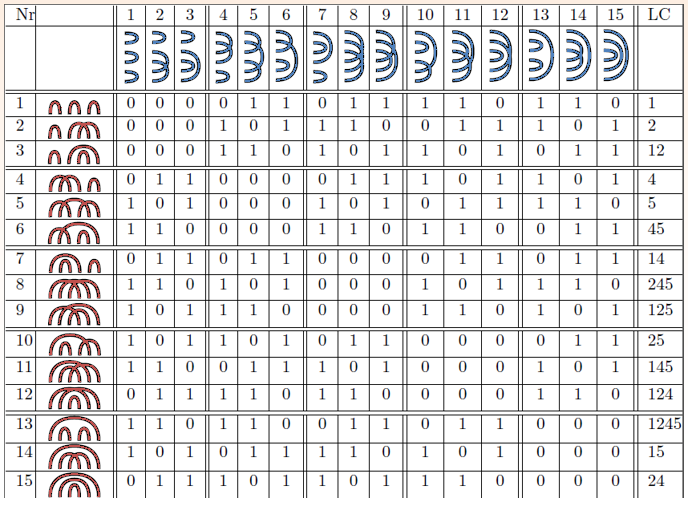 Nr 1 2 3 4 5 6 7 8 9 10 11 12 13 14 15 LC
1 0 0 0 0 1 1 0 1 1 1 1 0 1 1 0 1
2 0 0 0 1 0 1 1 1 0 0 1 1 1 0 1 2
3 0 0 0 1 1 0 1 0 1 1 0 1 0 1 1 12
4 0 1 1 0 0 0 0 1 1 1 0 1 1 0 1 4
5 1 0 1 0 0 0 1 0 1 0 1 1 1 1 0 5
6 1 1 0 0 0 0 1 1 0 1 1 0 0 1 1 45
7 0 1 1 0 1 1 0 0 0 0 1 1 0 1 1 14
8 1 1 0 1 0 1 0 0 0 1 0 1 1 1 0 245
9 1 0 1 1 1 0 0 0 0 1 1 0 1 0 1 125
10 1 0 1 1 0 1 0 1 1 0 0 0 0 1 1 25
11 1 1 0 0 1 1 1 0 1 0 0 0 1 0 1 145
12 0 1 1 1 1 0 1 1 0 0 0 0 1 1 0 124
13 1 1 0 1 1 0 0 1 1 0 1 1 0 0 0 1245
14 1 0 1 0 1 1 1 1 0 1 0 1 0 0 0 15
15 0 1 1 1 0 1 1 0 1 1 1 0 0 0 0 24